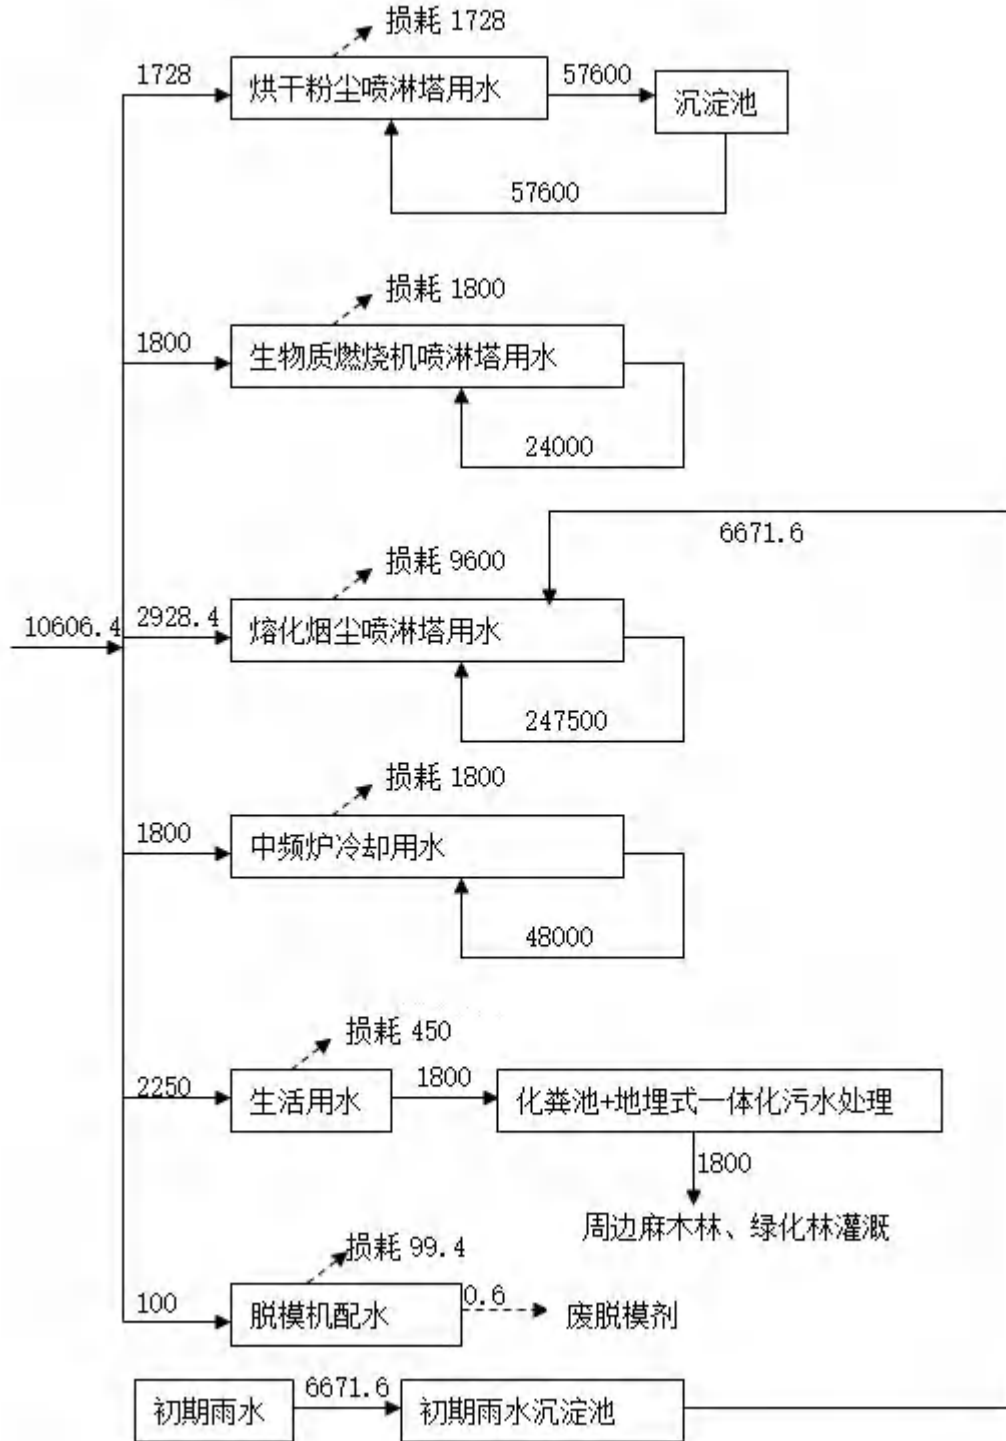 损耗 1728
1728
烘干粉尘喷淋塔用水
57600
沉淀池
57600
损耗 1800
1800
生物质燃烧机喷淋塔用水
24000
6671.6
损耗 9600
10606.4
2928.4
熔化烟尘喷淋塔用水
247500
损耗 1800
1800
中频炉冷却用水
48000
损耗 450
2250
生活用水
1800
化粪池+地埋式一体化污水处理
1800
周边麻木林、绿化林灌溉
损耗 99.4
100
脱模机配水
0.6
废脱模剂
初期雨水
6671.6
初期雨水沉淀池